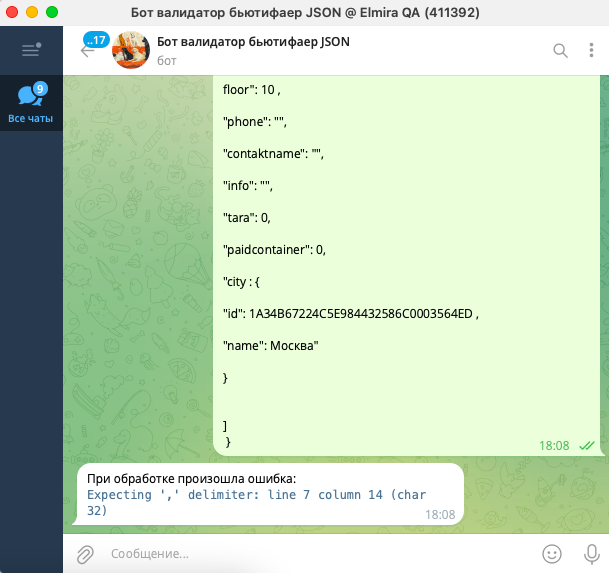 Бот валидатор бьютифаер JSON @ Elmira QA (411392)
..17
Бот валидатор бьютифаер JSON
бот
9
Все чаты
floor": 10 ,
"phone": "",
"contaktname": "",
"info": "",
"tara": 0,
"paidcontainer": 0,
"city : {
"id": 1A34B67224C5E984432586C0003564ED ,
"name": Москва"
}
]
}
18:08
При обработке произошла ошибка:
Expecting ',' delimiter: line 7 column 14 (char
32)
18:08
Сообщение...